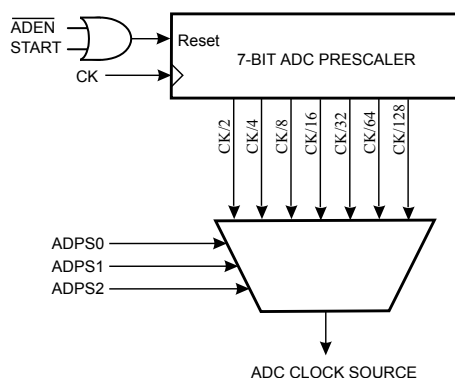 ADEN
START
Reset
7-BIT ADC PRESCALER
CK
CK/2
CK/4
CK/8
CK/16
CK/32
CK/64
CK/128
ADPS0
ADPS1
ADPS2
ADC CLOCK SOURCE